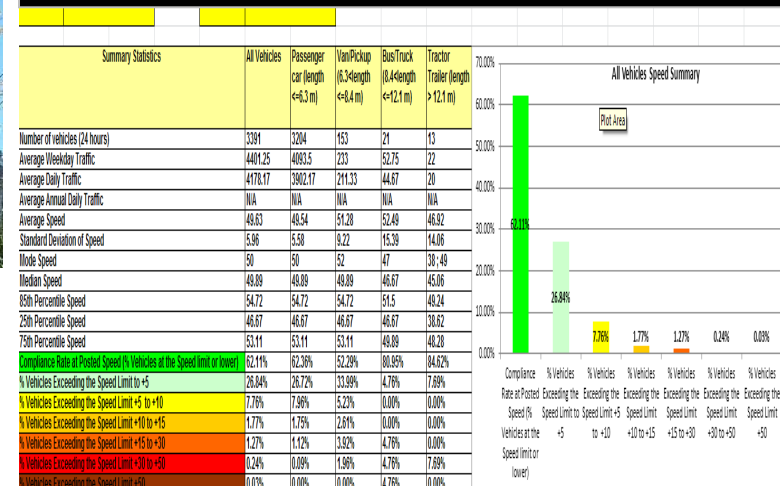 Summary Statistics All Vehicles Passenger car (length <=6.3 m) Van/Pickup (6.3<length <=8.4 m) Bus/Truck (8.4<length <=12.1 m) Tractor Trailer (length > 12.1 m)
Number of vehicles (24 hours) 3391 3204 153 21 13
Average Weekday Traffic 4401.25 4093.5 233 52.75 22
Average Daily Traffic 4178.17 3902.17 211.33 44.67 20
Average Annual Daily Traffic N/A N/A N/A N/A N/A
Average Speed 49.63 49.54 51.28 52.49 46.92
Standard Deviation of Speed 5.96 5.58 9.22 15.39 14.06
Mode Speed 50 50 52 47 38 ; 49
Median Speed 49.89 49.89 49.89 46.67 45.06
85th Percentile Speed 54.72 54.72 54.72 51.5 49.24
25th Percentile Speed 46.67 46.67 46.67 46.67 38.62
75th Percentile Speed 53.11 53.11 53.11 49.89 48.28
Compliance Rate at Posted Speed (% Vehicles at the Speed limit or lower) 62.11% 62.36% 52.29% 80.95% 84.62%
% Vehicles Exceeding the Speed Limit to +5 26.84% 26.72% 33.99% 4.76% 7.69%
% Vehicles Exceeding the Speed Limit +5 to +10 7.76% 7.96% 5.23% 0.00% 0.00%
% Vehicles Exceeding the Speed Limit +10 to +15 1.77% 1.75% 2.61% 0.00% 0.00%
% Vehicles Exceeding the Speed Limit +15 to +30 1.27% 1.12% 3.92% 4.76% 0.00%
% Vehicles Exceeding the Speed Limit +30 to +50 0.24% 0.09% 1.96% 4.76% 7.69%
% Vehicles Exceeding the Speed Limit +50 0.03% 0.00% 0.00% 4.76% 0.00%
All Vehicles Speed Summary
Plot Area
70.00%
60.00%
50.00%
40.00%
30.00%
20.00%
10.00%
0.00%
62.11%
26.84%
7.76%
1.77%
1.27%
0.24%
0.03%
Compliance
Rate at Posted
Speed (%
Vehicles at the
Speed limit or
lower)
% Vehicles
Exceeding the
Speed Limit to
+5
% Vehicles
Exceeding the
Speed Limit +5
to +10
% Vehicles
Exceeding the
Speed Limit
+10 to +15
% Vehicles
Exceeding the
Speed Limit
+15 to +30
% Vehicles
Exceeding the
Speed Limit
+30 to +50
% Vehicles
Exceeding the
Speed Limit
+50